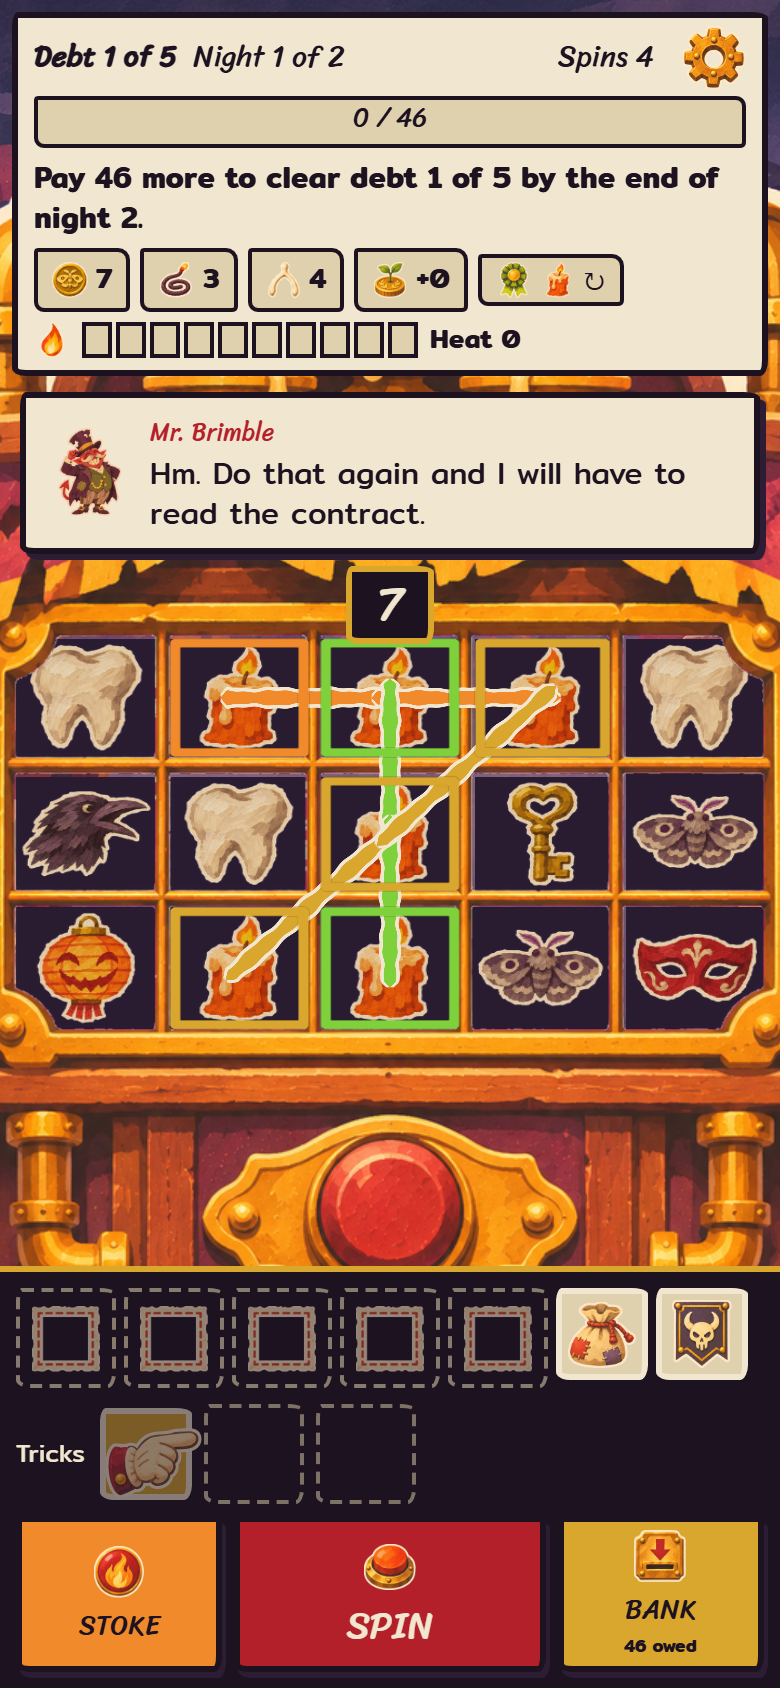 Debt 1 of 5 Night 1 of 2 Spins 4
0 / 46
Pay 46 more to clear debt 1 of 5 by the end of
night 2.
7 3 4 +0 ↻
Heat 0
Mr. Brimble
Hm. Do that again and I will have to
read the contract.
7
Tricks
STOKE
SPIN
BANK
46 owed